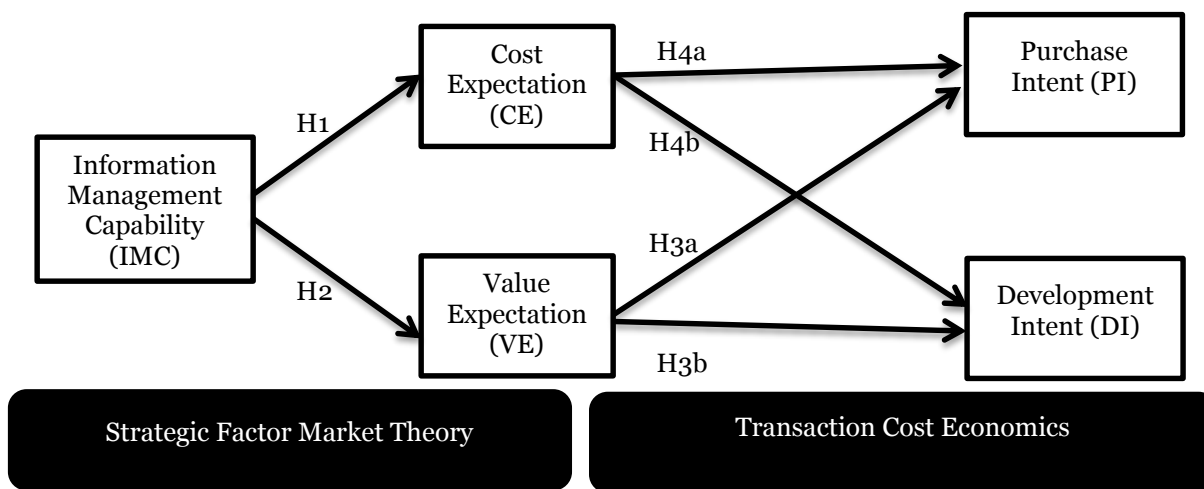 Information
Management
Capability
(IMC)
H1
H2
Cost
Expectation
(CE)
Value
Expectation
(VE)
H4a
H4b
H3a
H3b
Purchase
Intent (PI)
Development
Intent (DI)
Strategic Factor Market Theory
Transaction Cost Economics